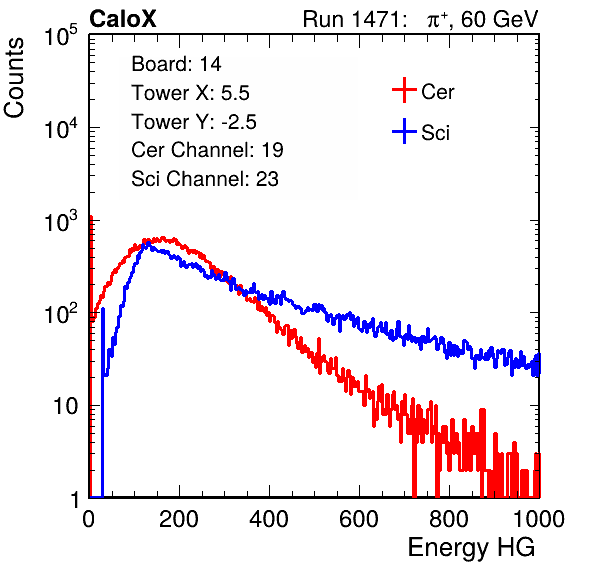 CaloX Run 1471: π⁺, 60 GeV
Counts
10⁵
10⁴
10³
10²
10
1
Board: 14
Tower X: 5.5
Tower Y: -2.5
Cer Channel: 19
Sci Channel: 23
Cer
Sci
0 200 400 600 800 1000
Energy HG